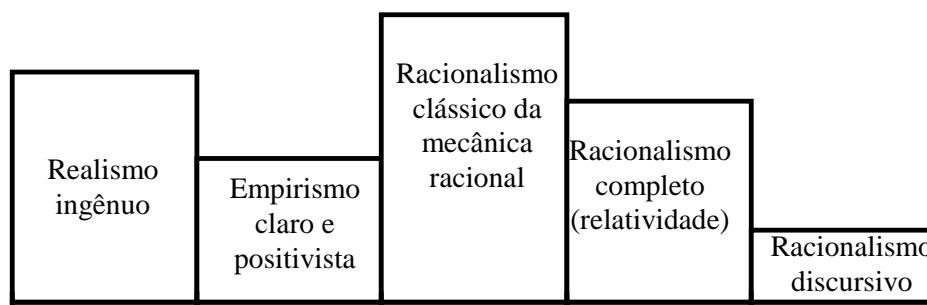 Realismo
ingênuo
Empirismo
claro e
positivista
Racionalismo
clássico da
mecânica
racional
Racionalismo
completo
(relatividade)
Racionalismo
discursivo